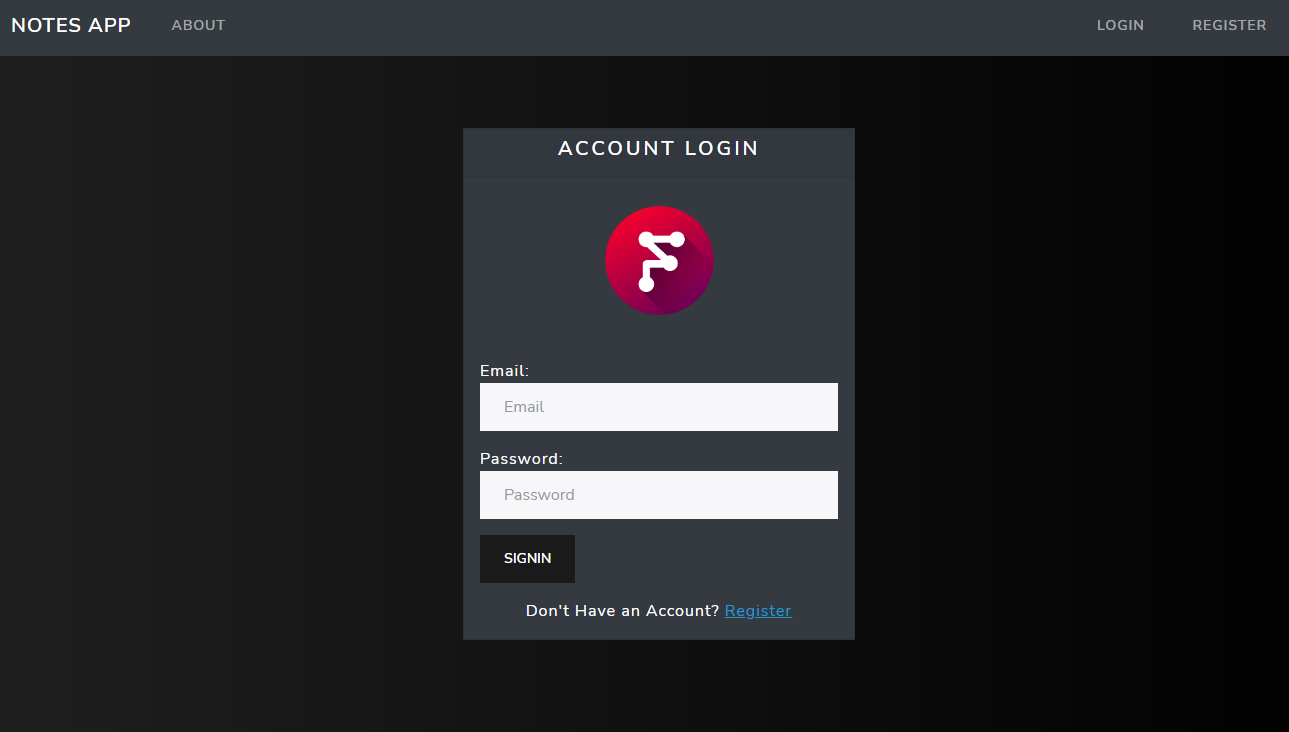 NOTES APP ABOUT LOGIN REGISTER
ACCOUNT LOGIN
Email:
Email
Password:
Password
SIGNIN
Don't Have an Account? Register